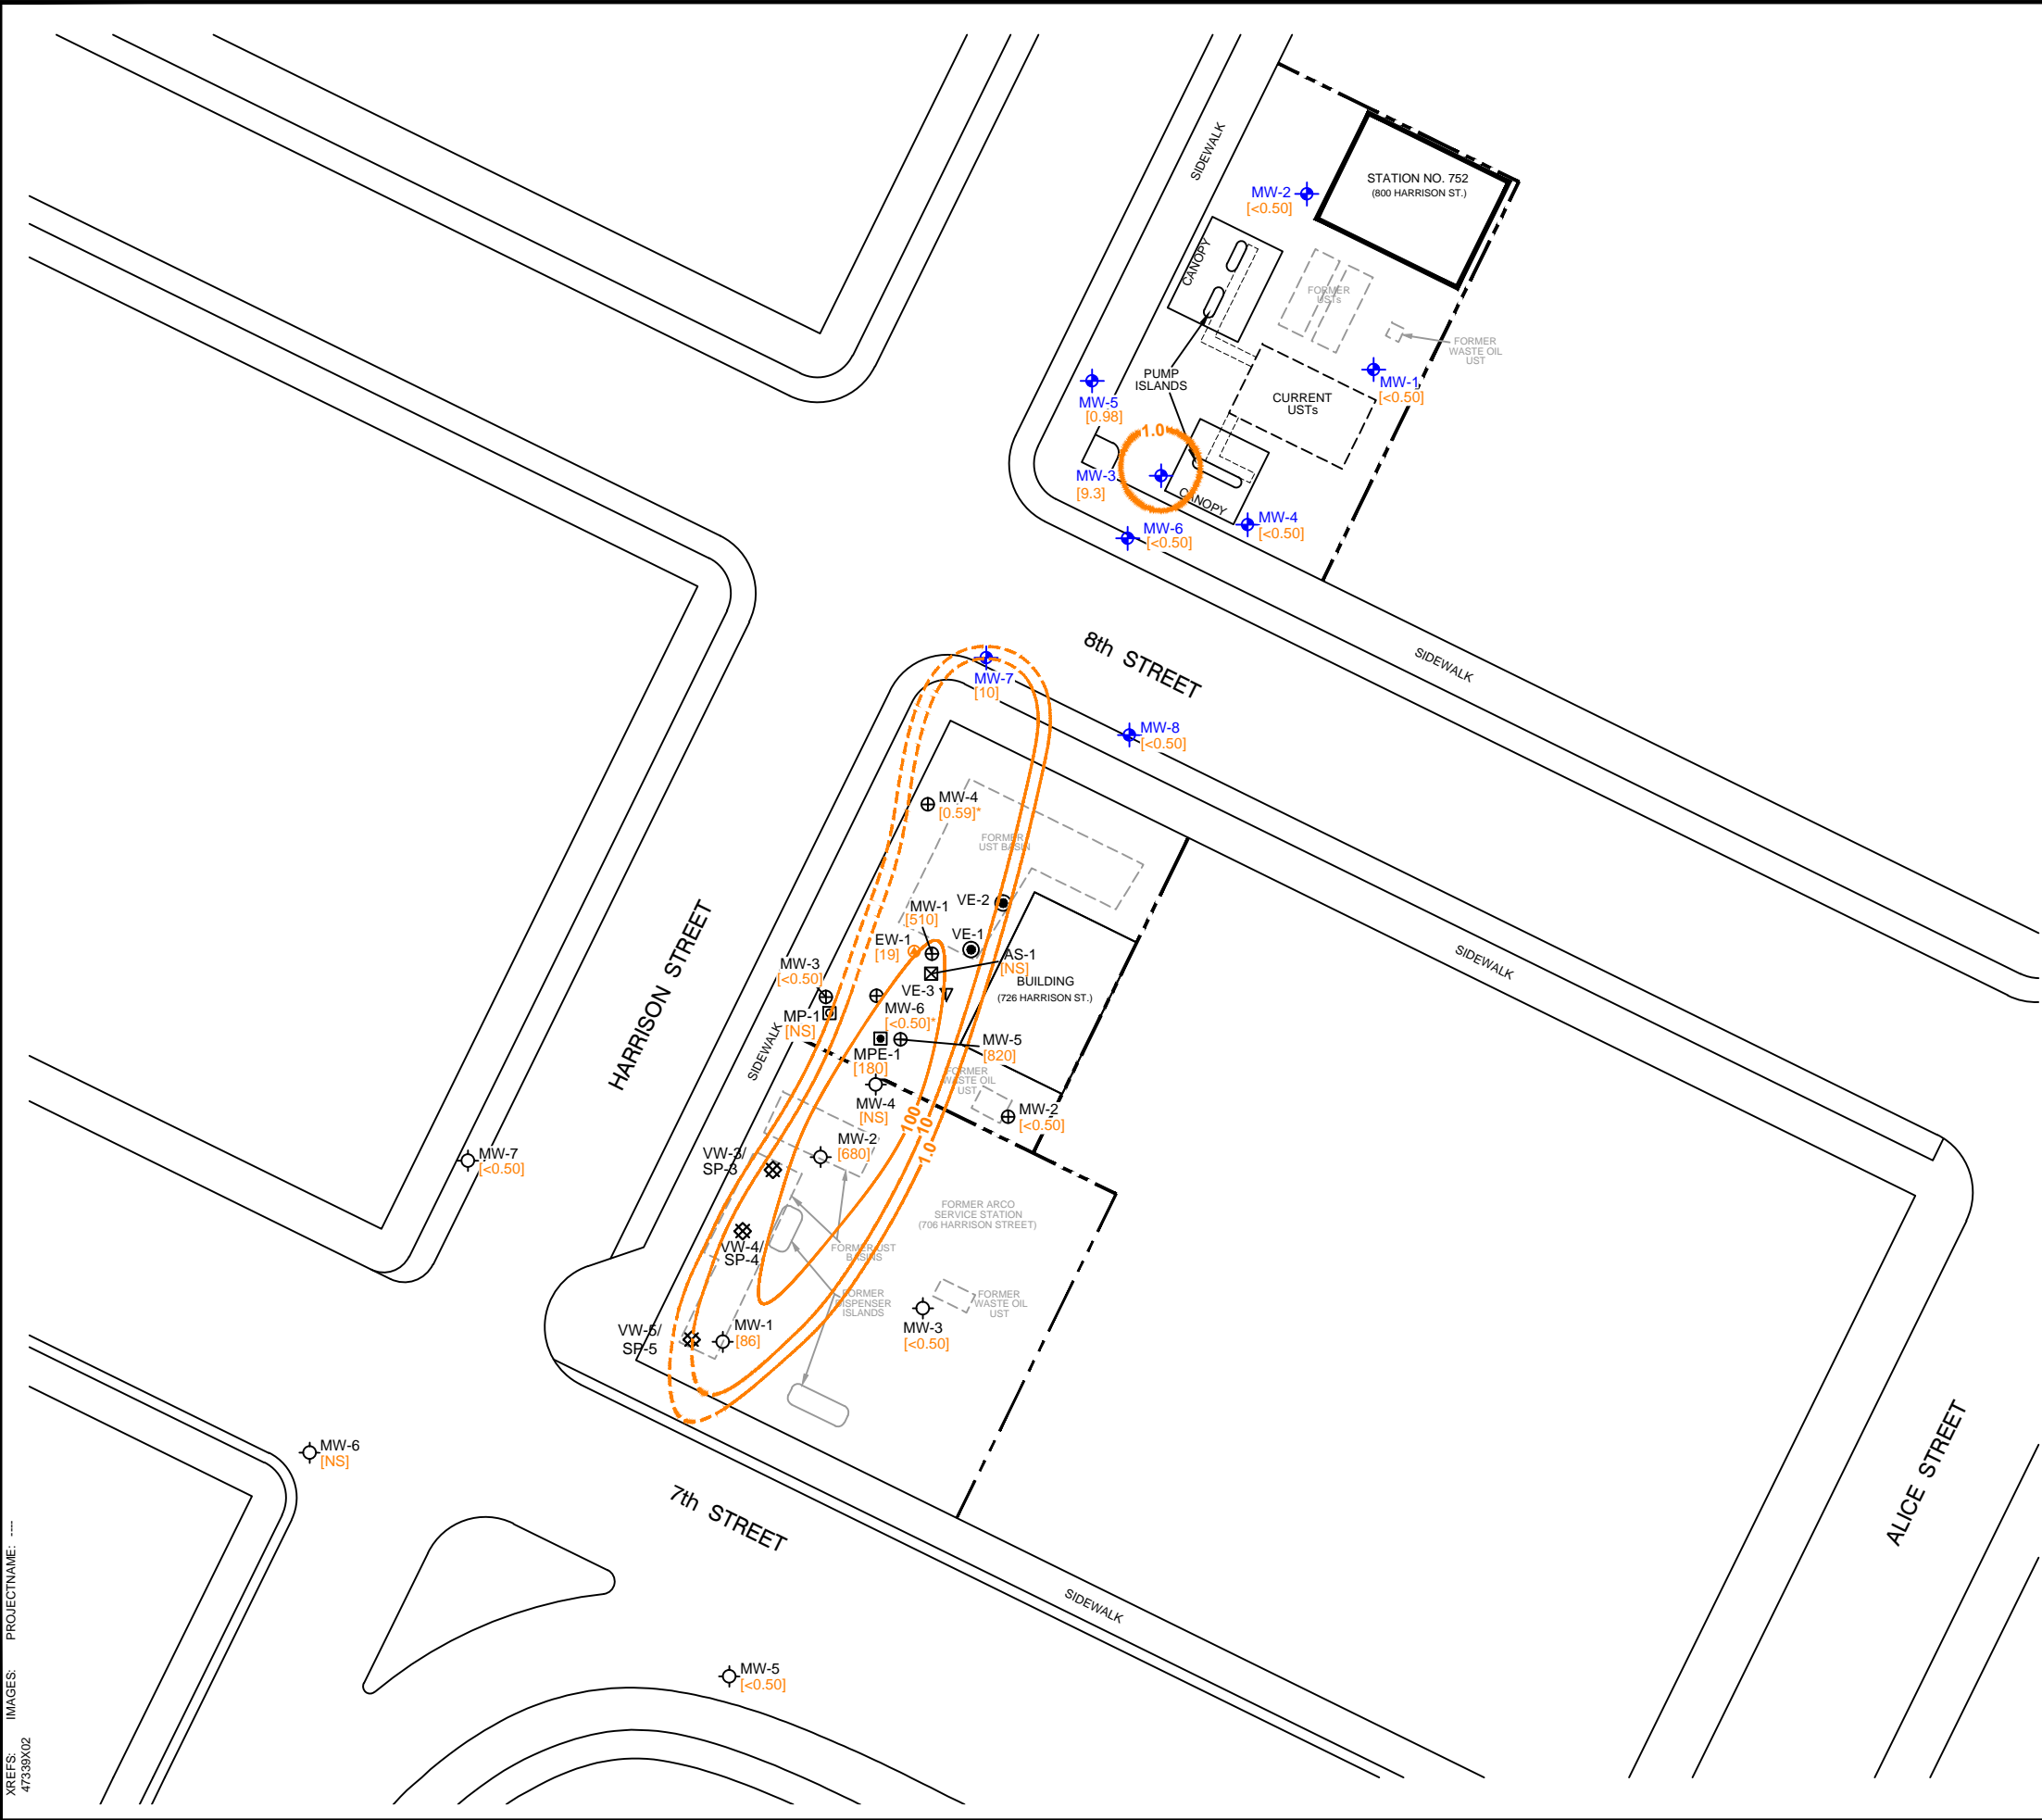 SIDEWALK
STATION NO. 752
(800 HARRISON ST.)
MW-2
[<0.50]
CANOPY
FORMER
USTs
FORMER
WASTE OIL
UST
PUMP
ISLANDS
MW-1
[<0.50]
CURRENT
USTs
MW-5
[0.98]
1.0
MW-3
[9.3]
CANOPY
MW-4
[<0.50]
MW-6
[<0.50]
8th STREET
SIDEWALK
MW-7
[10]
MW-8
[<0.50]
MW-4
[0.59]*
FORMER
UST BASIN
HARRISON STREET
MW-1
[510]
VE-2
EW-1
[19]
VE-1
AS-1
[NS]
SIDEWALK
MW-3
[<0.50]
VE-3
BUILDING
(726 HARRISON ST.)
MP-1
[NS]
MW-6
[<0.50]*
SIDEWALK
MPE-1
[180]
MW-5
[820]
FORMER
WASTE OIL
UST
MW-4
[NS]
MW-2
[<0.50]
100
10
1.0
MW-7
[<0.50]
VW-3/
SP-3
MW-2
[680]
FORMER ARCO
SERVICE STATION
(706 HARRISON STREET)
VW-4/
SP-4
FORMER UST
BASINS
FORMER
DISPENSER
ISLANDS
FORMER
WASTE OIL
UST
VW-5/
SP-5
MW-1
[86]
MW-3
[<0.50]
MW-6
[NS]
7th STREET
ALICE STREET
SIDEWALK
MW-5
[<0.50]
XREFS: IMAGES: PROJECTNAME: ----
47339X02